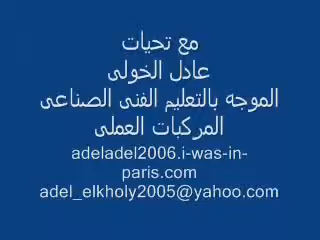 مع تحيات
عادل الخولى
الموجه بالتعليم الفنى الصناعى
المركبات العملى
adeladel2006.i-was-in-
paris.com
adel_elkholy2005@yahoo.com